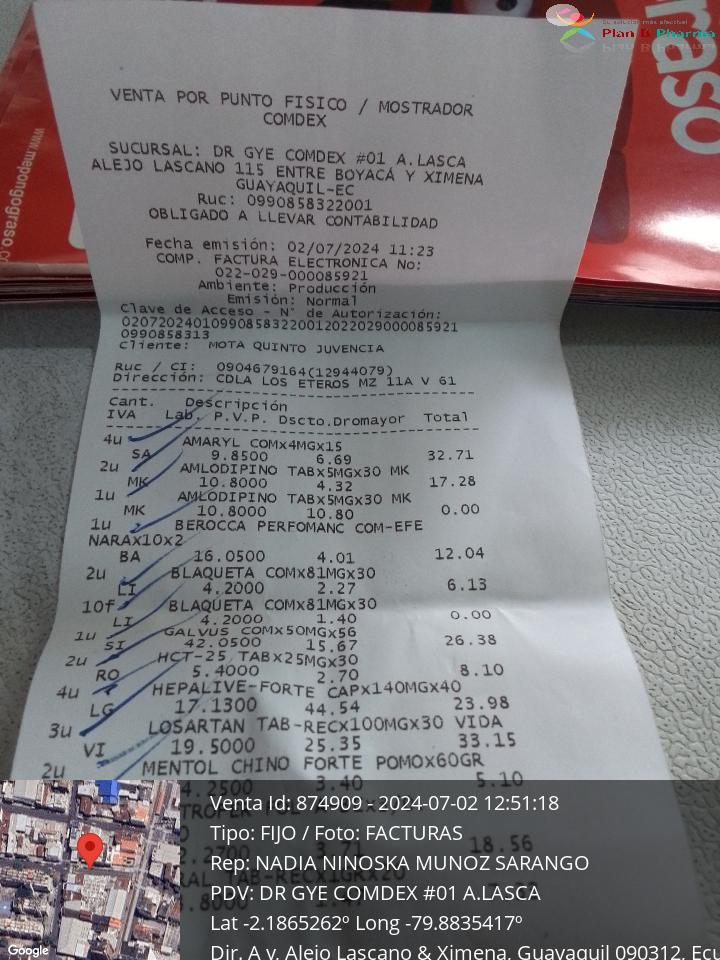 Su solución más efectiva!
Plan B Pharma
raso
www.mepongograso.c
VENTA POR PUNTO FISICO / MOSTRADOR
COMDEX
SUCURSAL: DR GYE COMDEX #01 A.LASCA
ALEJO LASCANO 115 ENTRE BOYACÁ Y XIMENA
GUAYAQUIL-EC
Ruc: 0990858322001
OBLIGADO A LLEVAR CONTABILIDAD
Fecha emisión: 02/07/2024 11:23
COMP. FACTURA ELECTRONICA No:
022-029-000085921
Ambiente: Producción
Emisión: Normal
Clave de Acceso - N° de Autorización:
020720240109908583220012022029000085921
0990858313
Cliente: MOTA QUINTO JUVENCIA
Ruc / CI: 0904679164(12944079)
Dirección: CDLA LOS ETEROS MZ 11A V 61
Cant. Descripción
IVA Lab. P.V.P. Dscto.Dromayor Total
4u AMARYL COMx4MGx15
SA 9.8500 6.69 32.71
2u AMLODIPINO TABx5MGx30 MK
MK 10.8000 4.32 17.28
1u AMLODIPINO TABx5MGx30 MK
MK 10.8000 10.80 0.00
1u BEROCCA PERFOMANC COM-EFE
NARAx10x2
BA 16.0500 4.01 12.04
2u BLAQUETA COMx81MGx30
LI 4.2000 2.27 6.13
10f BLAQUETA COMx81MGx30
LI 4.2000 1.40 0.00
1u GALVUS COMx50MGx56
SI 42.0500 15.67 26.38
2u HCT-25 TABx25MGx30
RO 5.4000 2.70 8.10
4u HEPALIVE-FORTE CAPx140MGx40
LG 17.1300 44.54 23.98
3u LOSARTAN TAB-RECx100MGx30 VIDA
VI 19.5000 25.35 33.15
2u MENTOL CHINO FORTE POMOx60GR
4.2500 3.40 5.10
18.56
Venta Id: 874909 - 2024-07-02 12:51:18
Tipo: FIJO / Foto: FACTURAS
Rep: NADIA NINOSKA MUNOZ SARANGO
PDV: DR GYE COMDEX #01 A.LASCA
Lat -2.1865262º Long -79.8835417º
Dir. A v. Alejo Lascano & Ximena, Guayaquil 090312, Ecu
Google